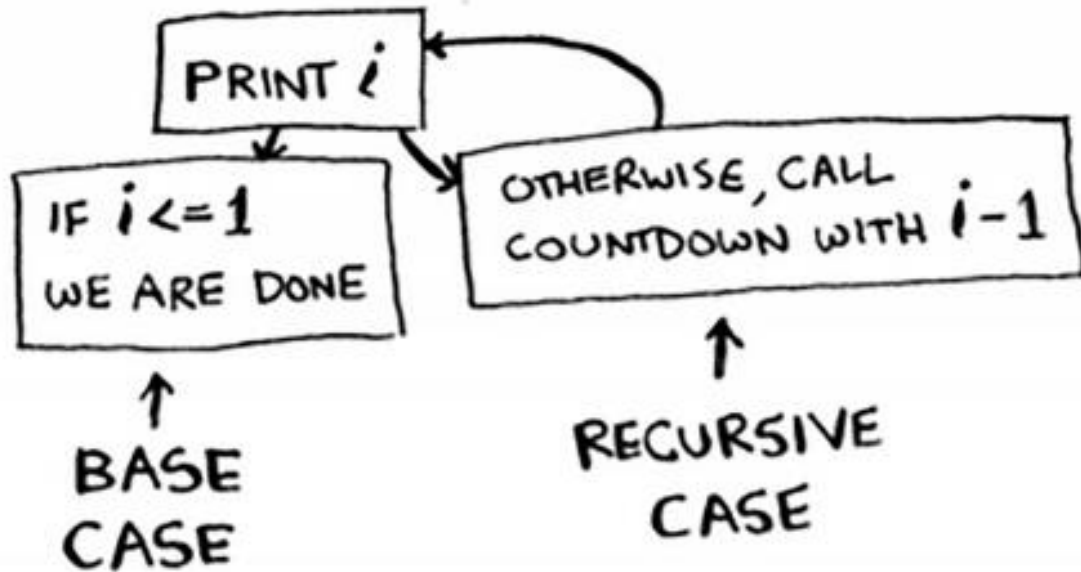 PRINT i
IF i <= 1
WE ARE DONE
OTHERWISE, CALL
COUNTDOWN WITH i - 1
BASE
CASE
RECURSIVE
CASE